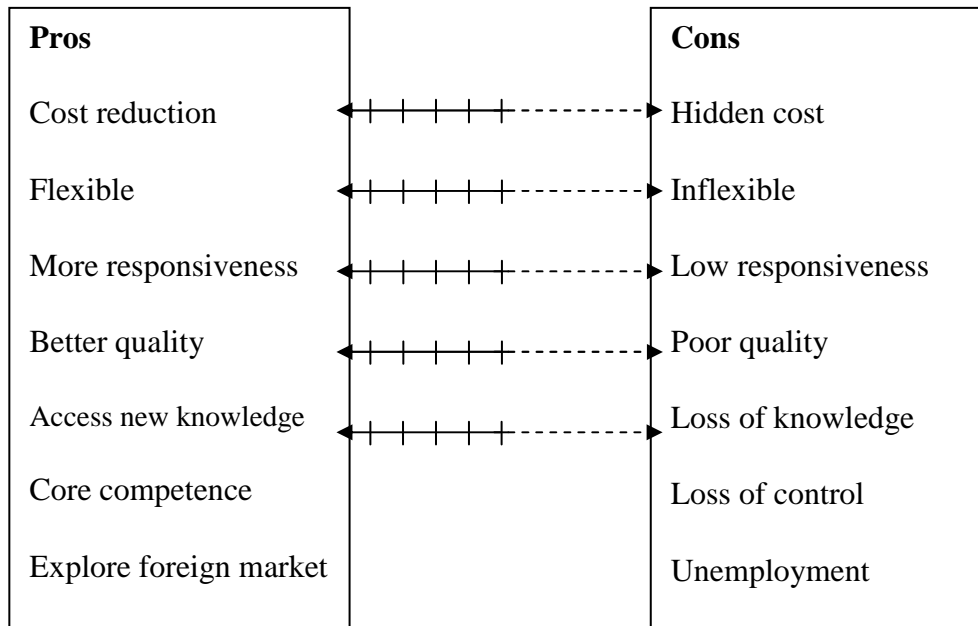 Pros
Cost reduction
Flexible
More responsiveness
Better quality
Access new knowledge
Core competence
Explore foreign market
Cons
Hidden cost
Inflexible
Low responsiveness
Poor quality
Loss of knowledge
Loss of control
Unemployment